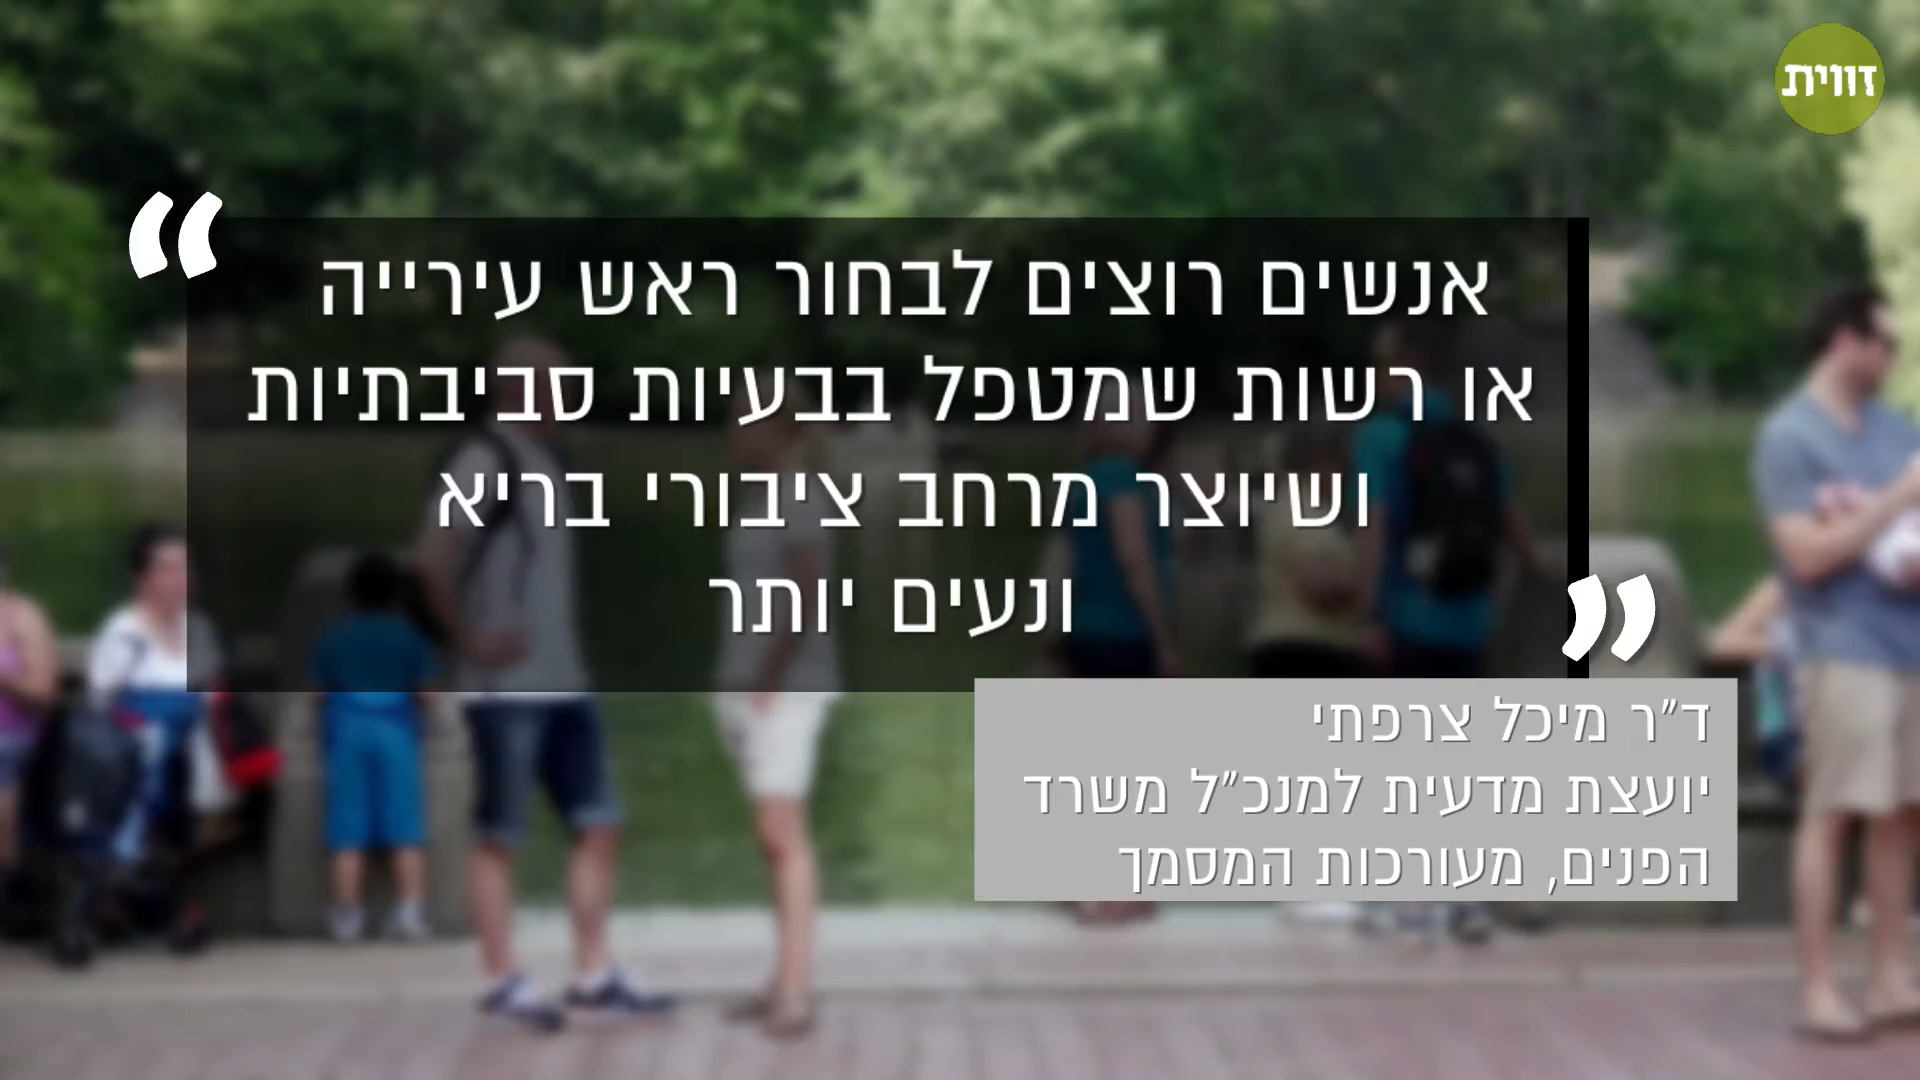 זווית
אנשים רוצים לבחור ראש עירייה
או רשות שמטפל בבעיות סביבתיות
ושיוצר מרחב ציבורי בריא
ונעים יותר
ד"ר מיכל צרפתי
יועצת מדעית למנכ"ל משרד
הפנים, מעורכות המסמך